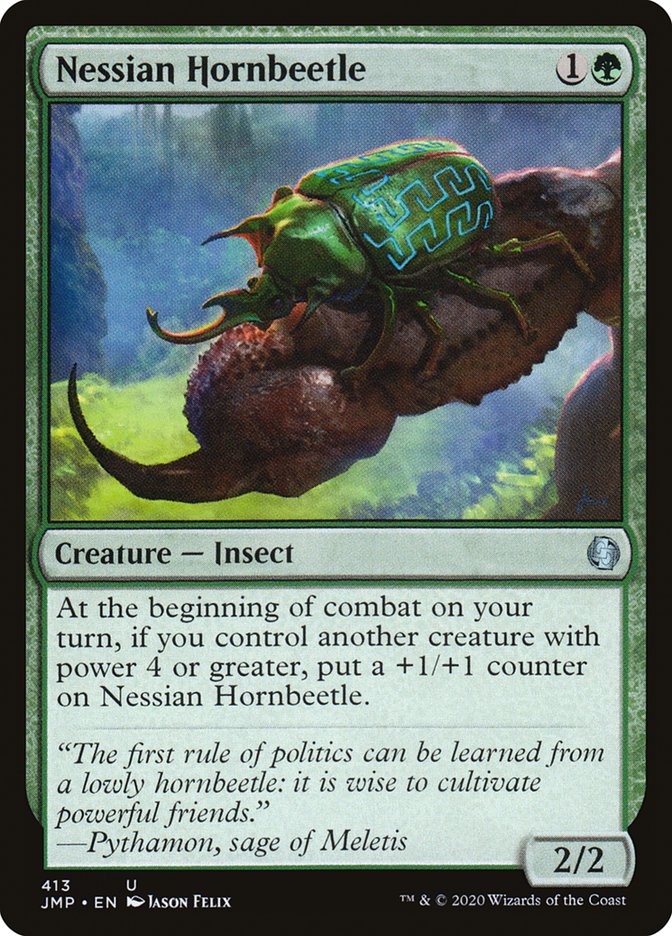 Nessian Hornbeetle 1
Creature — Insect
At the beginning of combat on your
turn, if you control another creature with
power 4 or greater, put a +1/+1 counter
on Nessian Hornbeetle.
“The first rule of politics can be learned from
a lowly hornbeetle: it is wise to cultivate
powerful friends.”
—Pythamon, sage of Meletis
2/2
413 U
JMP • EN Jason Felix
™ & © 2020 Wizards of the Coast